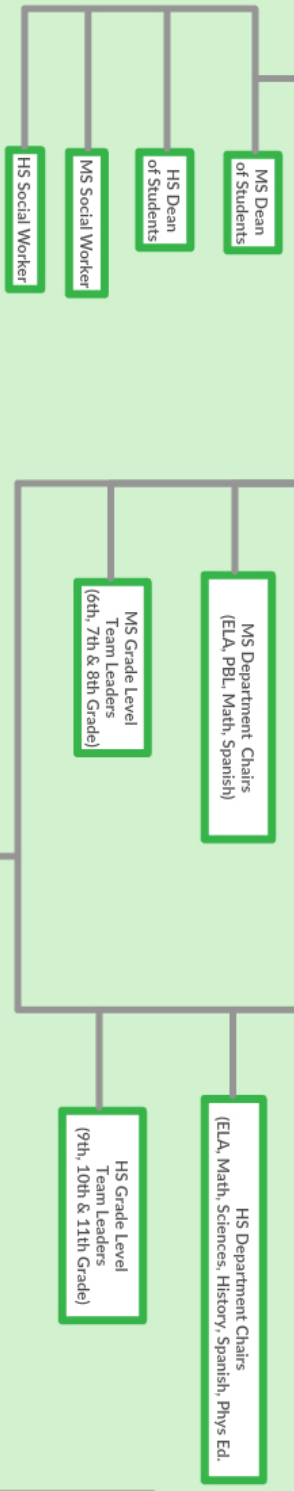 MS Dean
of Students
HS Dean
of Students
MS Social Worker
HS Social Worker
MS Department Chairs
(ELA, PBL, Math, Spanish)
MS Grade Level
Team Leaders
(6th, 7th & 8th Grade)
HS Department Chairs
(ELA, Math, Sciences, History, Spanish, Phys Ed.
HS Grade Level
Team Leaders
(9th, 10th & 11th Grade)